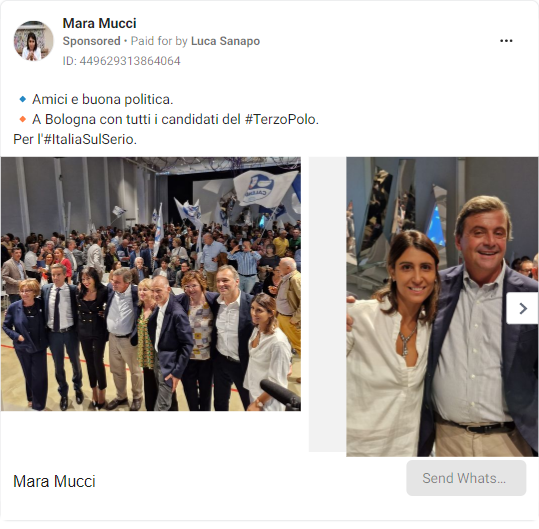 Mara Mucci
Sponsored • Paid for by Luca Sanapo
ID: 449629313864064
🔹 Amici e buona politica.
🔸 A Bologna con tutti i candidati del #TerzoPolo.
Per l'#ItaliaSulSerio.
Mara Mucci
Send Whats...